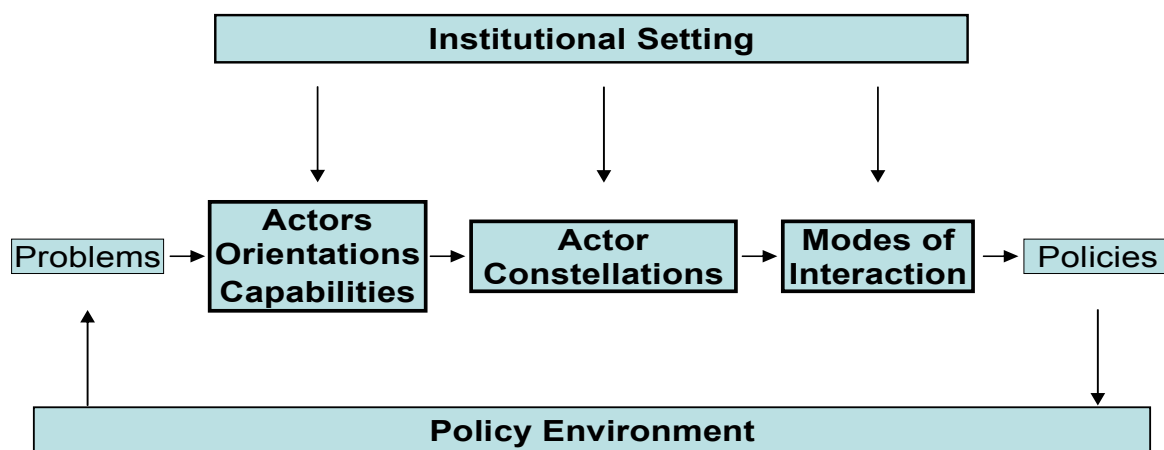 Institutional Setting
Problems
Actors
Orientations
Capabilities
Actor
Constellations
Modes of
Interaction
Policies
Policy Environment